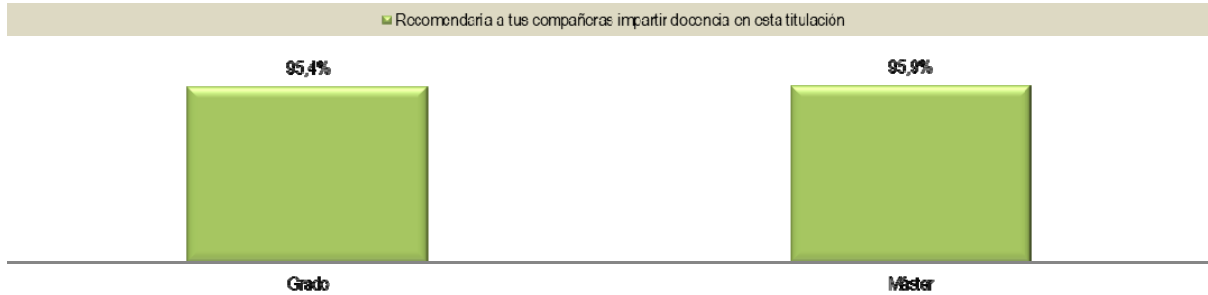 Recomendaría a tus compañeras impartir docencia en esta titulación
95,4%
95,9%
Grado
Máster